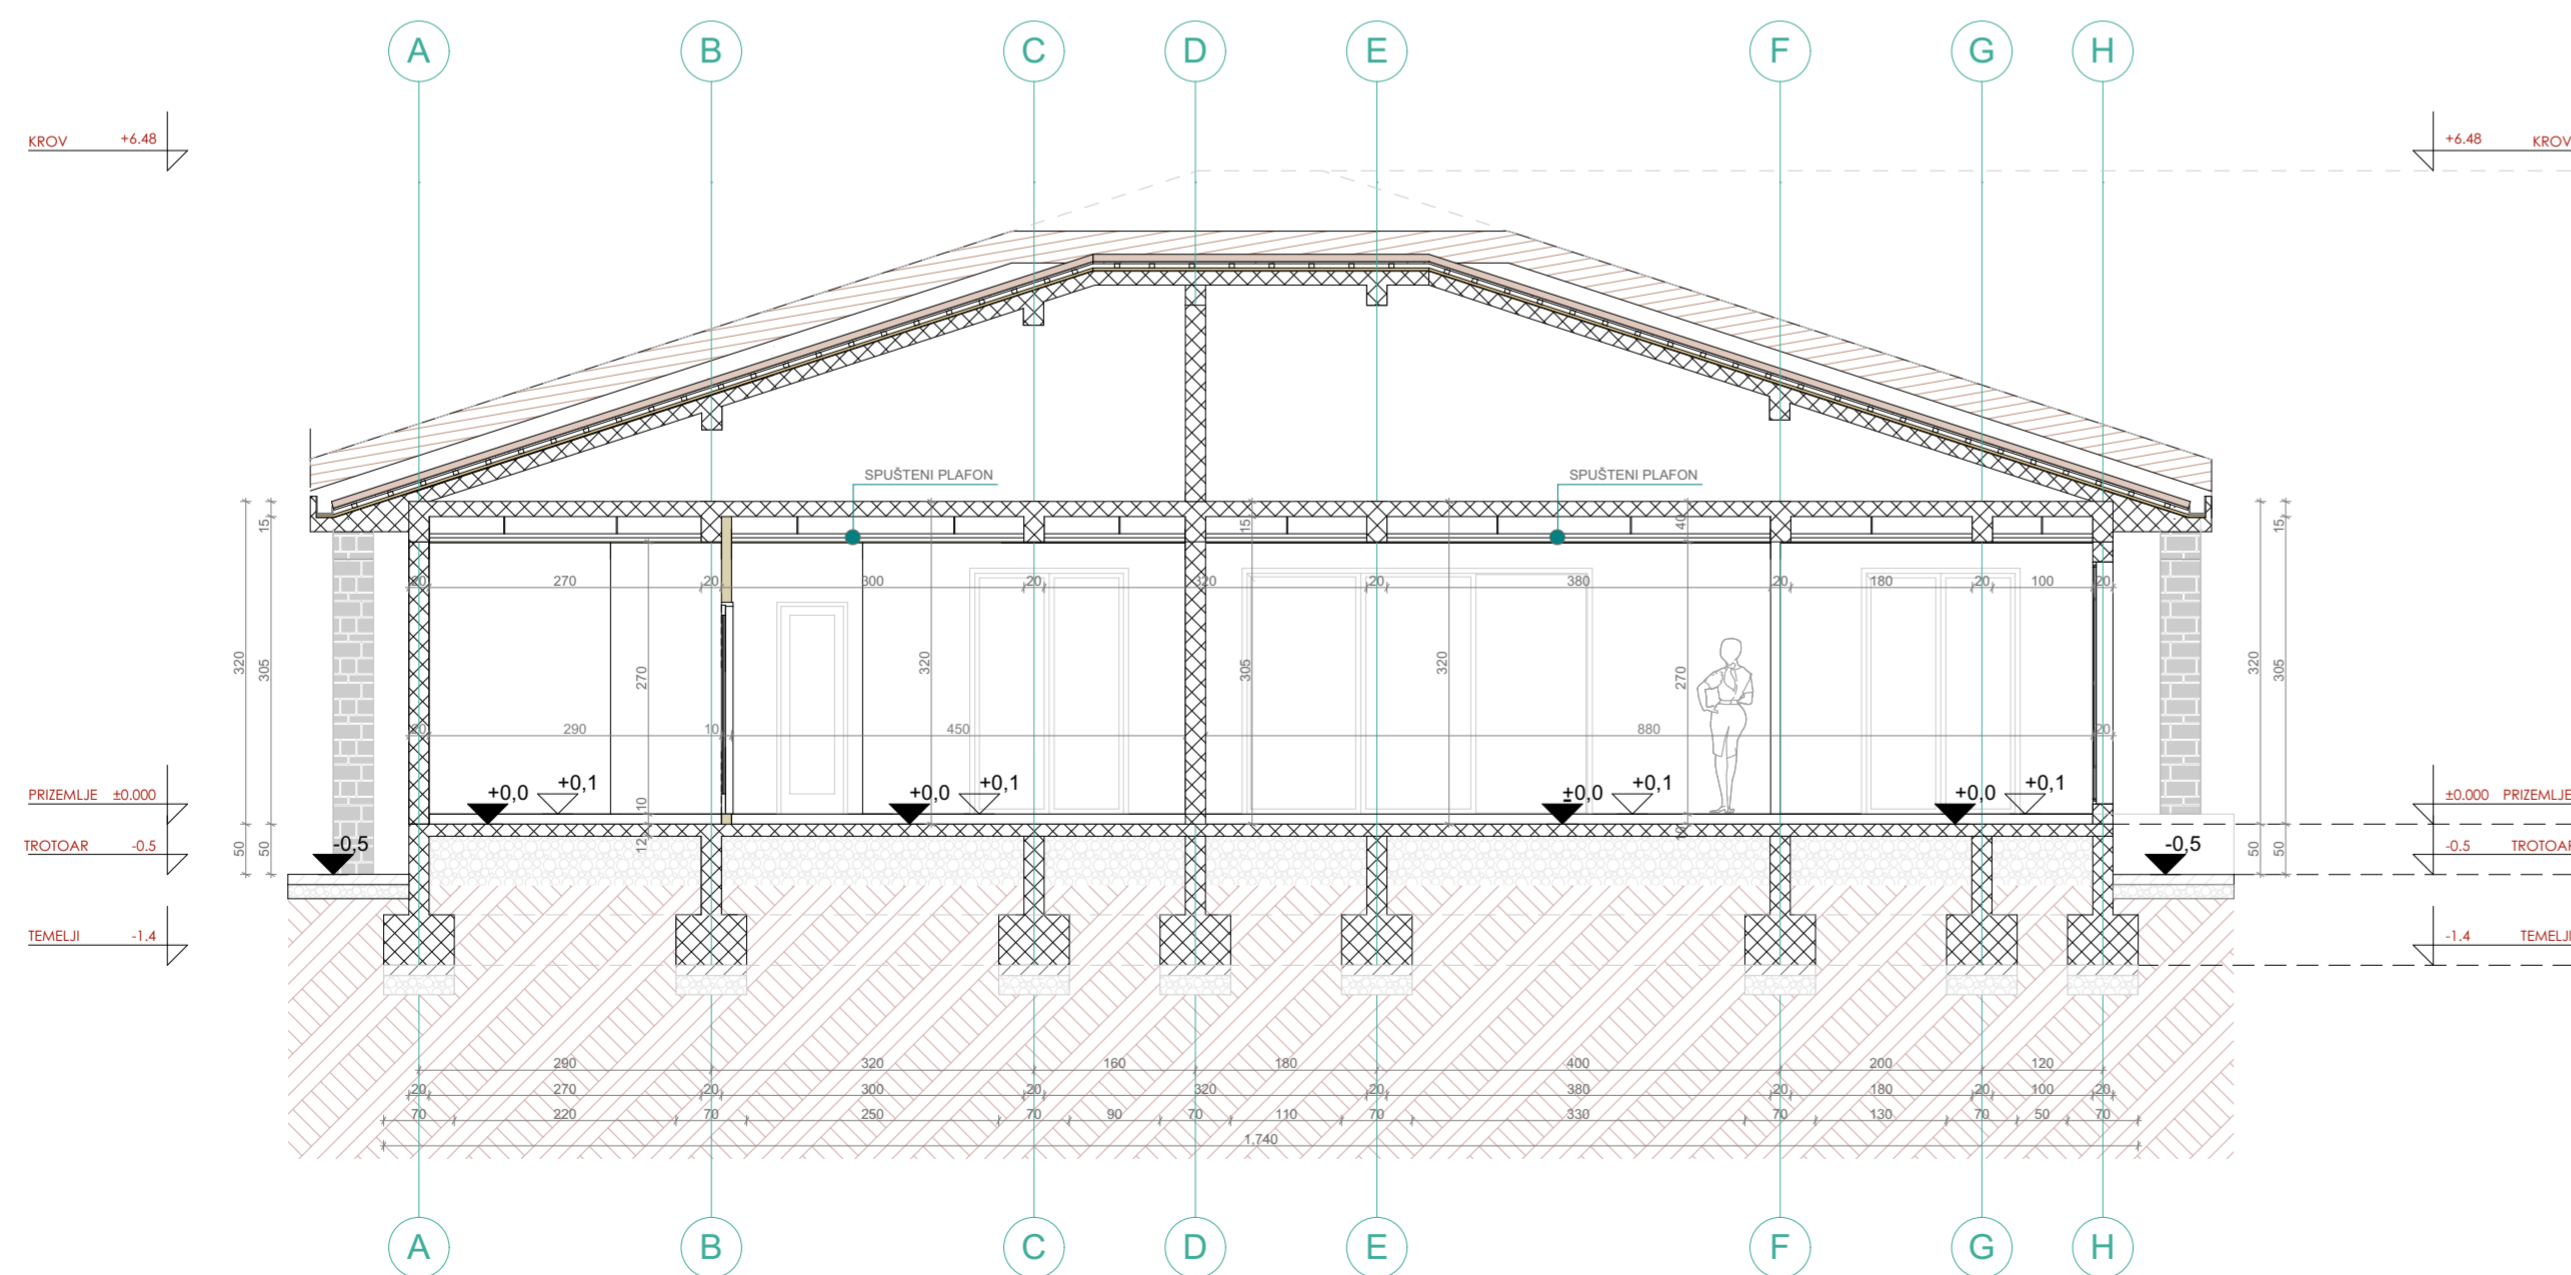 A B C D E F G H
KROV +6.48
+6.48 KROV
SPUŠTENI PLAFON SPUŠTENI PLAFON
15 15 40 15
20 270 20 300 20 320 20 380 20 180 20 100 20
320 305 270 320 305 320 270 320 305
20 290 10 450 880 20
+0,0 +0,1 +0,0 +0,1 ±0,0 +0,1 +0,0 +0,1
PRIZEMLJE ±0.000
±0.000 PRIZEMLJE
10
50 50 12 50 50
-0,5 -0,5
TROTOAR -0.5
-0.5 TROTOAR
TEMELJI -1.4
-1.4 TEMELJI
290 320 160 180 400 200 120
20 270 20 300 20 320 20 380 20 180 20 100 20
70 220 70 250 70 90 70 110 70 330 70 130 70 50 70
1,740
A B C D E F G H